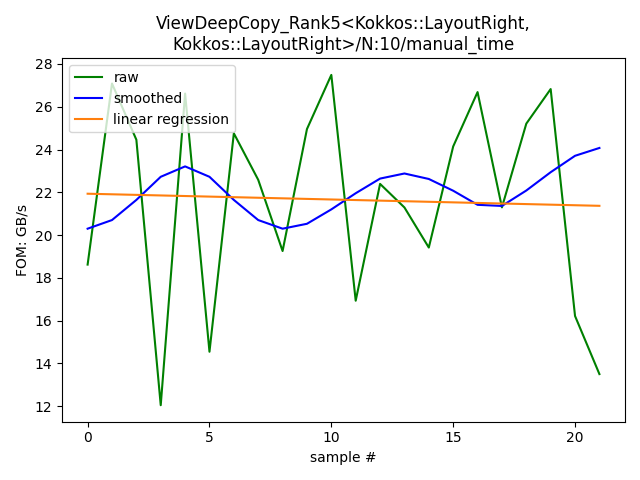 ViewDeepCopy_Rank5<Kokkos::LayoutRight,
Kokkos::LayoutRight>/N:10/manual_time
raw
smoothed
linear regression
FOM: GB/s
28
26
24
22
20
18
16
14
12
0
5
10
15
20
sample #